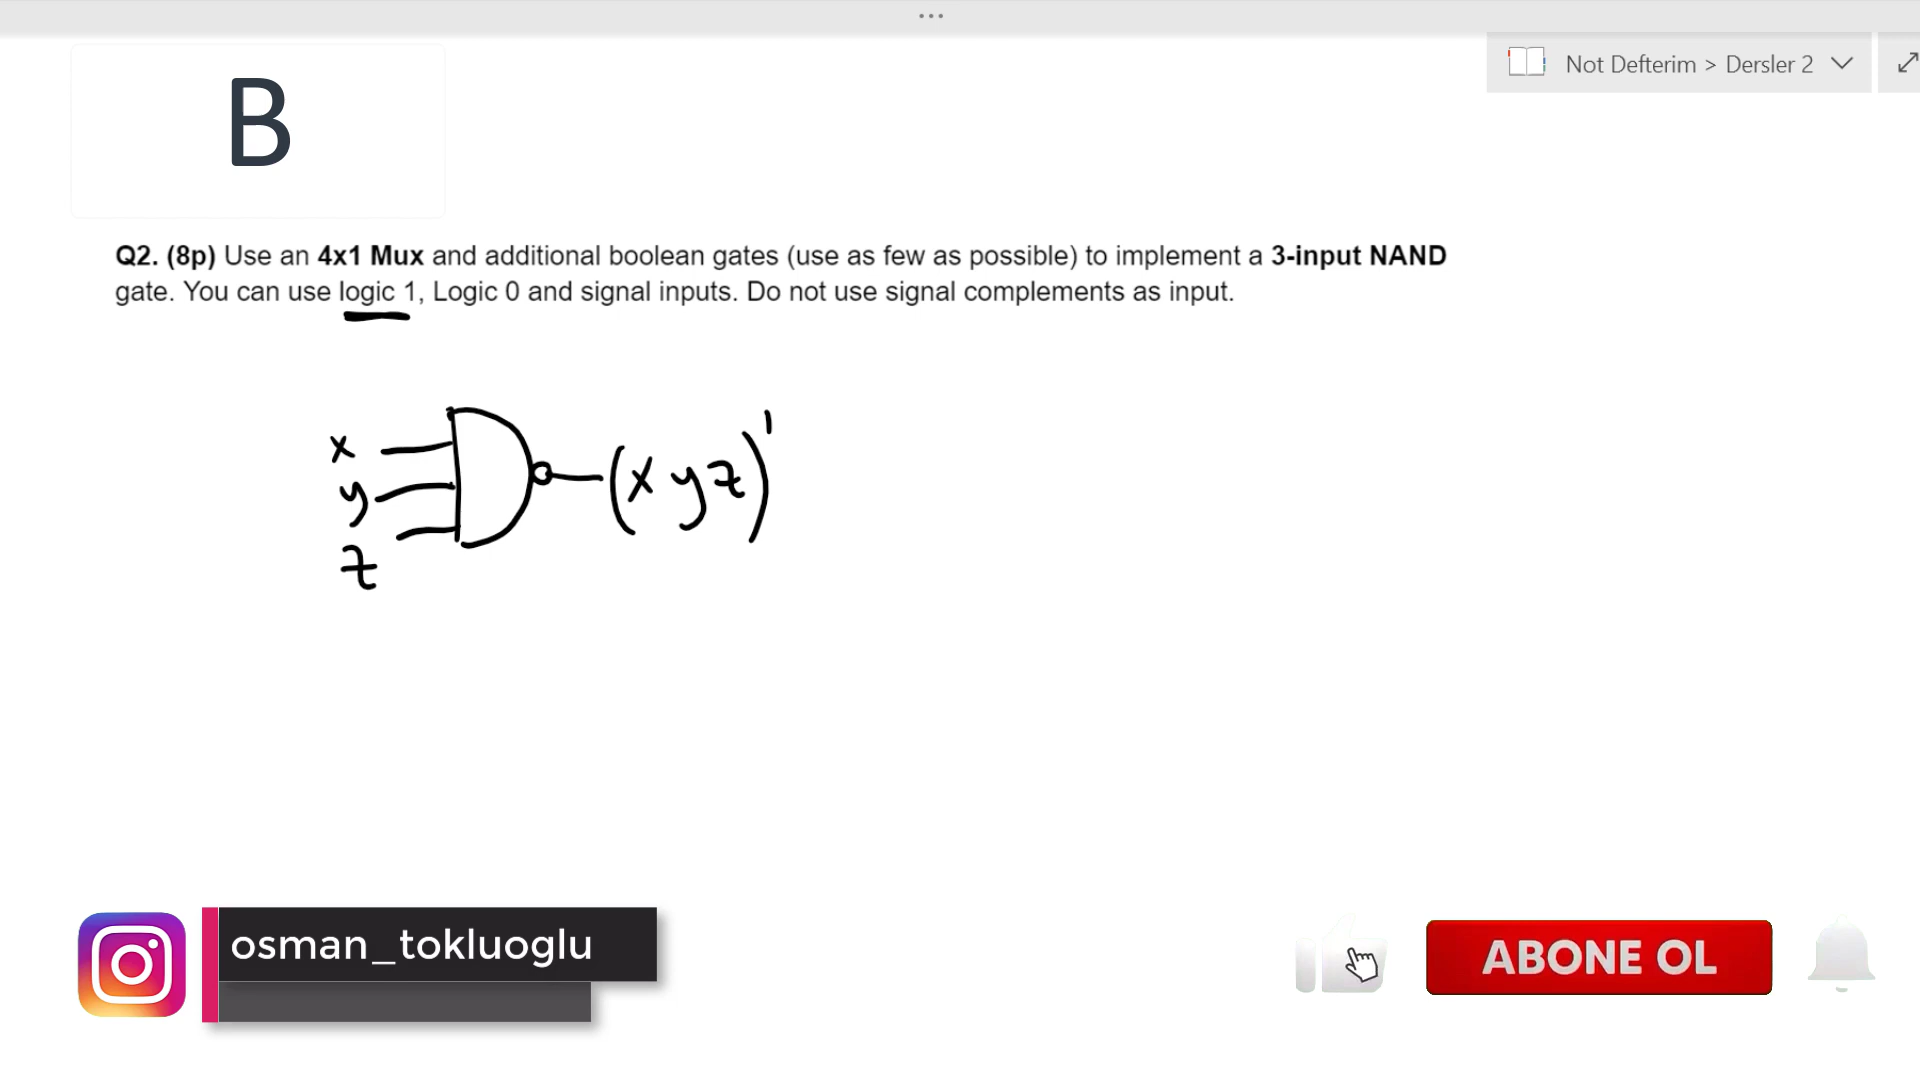 ...
Not Defterim > Dersler 2
B
Q2. (8p) Use an 4x1 Mux and additional boolean gates (use as few as possible) to implement a 3-input NAND
gate. You can use logic 1, Logic 0 and signal inputs. Do not use signal complements as input.
x
y
z
(x y z)'
osman_tokluoglu
ABONE OL